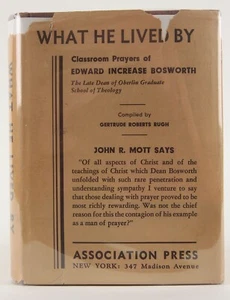 WHAT HE LIVED BY
Classroom Prayers of
EDWARD INCREASE BOSWORTH
The Late Dean of Oberlin Graduate
School of Theology
Compiled by
GERTRUDE ROBERTS RUGH
JOHN R. MOTT SAYS
"Of all aspects of Christ and of the
teachings of Christ which Dean Bosworth
unfolded with such rare penetration and
understanding sympathy I venture to say
that those dealing with prayer proved to be
most richly rewarding. Was not the chief
reason for this the contagion of his example
as a man of prayer?"
ASSOCIATION PRESS
NEW YORK: 347 Madison Avenue